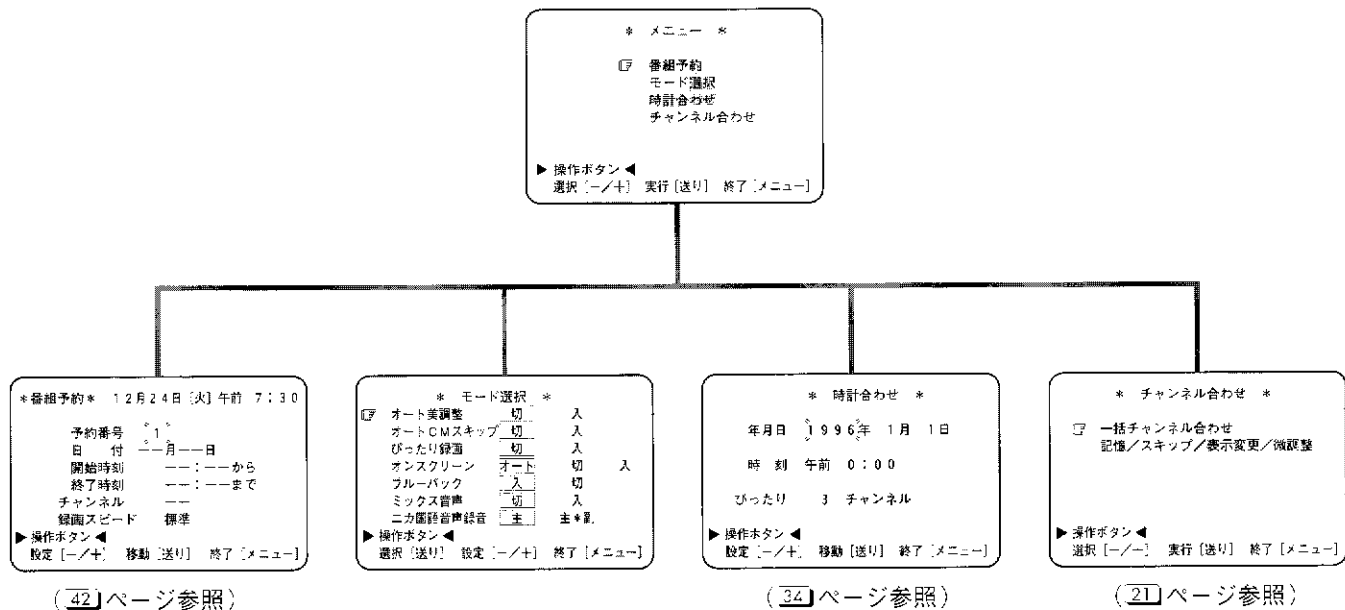 * メニュー *
☞ 番組予約
モード選択
時計合わせ
チャンネル合わせ
▶ 操作ボタン ◀
選択 [−／+] 実行 [送り] 終了 [メニュー]
*番組予約* 12月24日 [火] 午前 7:30
予約番号 1
日 付 −−月−−日
開始時刻 −−:−−から
終了時刻 −−:−−まで
チャンネル −−
録画スピード 標準
▶ 操作ボタン ◀
設定 [−／+] 移動 [送り] 終了 [メニュー]
(42ページ参照)
* モード選択 *
☞ オート美調整 切 入
オートCMスキップ 切 入
ぴったり録画 切 入
オンスクリーン オート 切 入
ブルーバック 入 切
ミックス音声 切 入
二カ国語音声録音 主 主*
▶ 操作ボタン ◀
選択 [送り] 設定 [−／+] 終了 [メニュー]
* 時計合わせ *
年月日 1996年 1月 1日
時 刻 午前 0:00
ぴったり 3 チャンネル
▶ 操作ボタン ◀
設定 [−／+] 移動 [送り] 終了 [メニュー]
(34ページ参照)
* チャンネル合わせ *
☞ 一括チャンネル合わせ
記憶／スキップ／表示変更／微調整
▶ 操作ボタン ◀
選択 [−／+] 実行 [送り] 終了 [メニュー]
(21ページ参照)